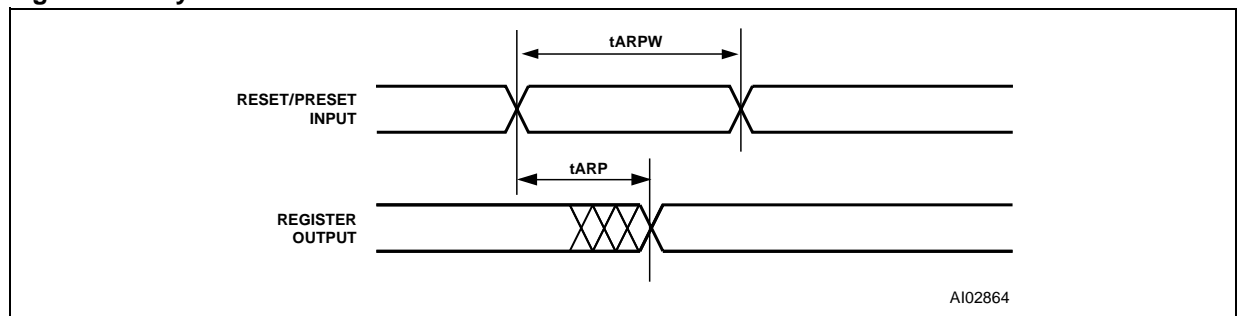 tARPW
RESET/PRESET
INPUT
tARP
REGISTER
OUTPUT
AI02864